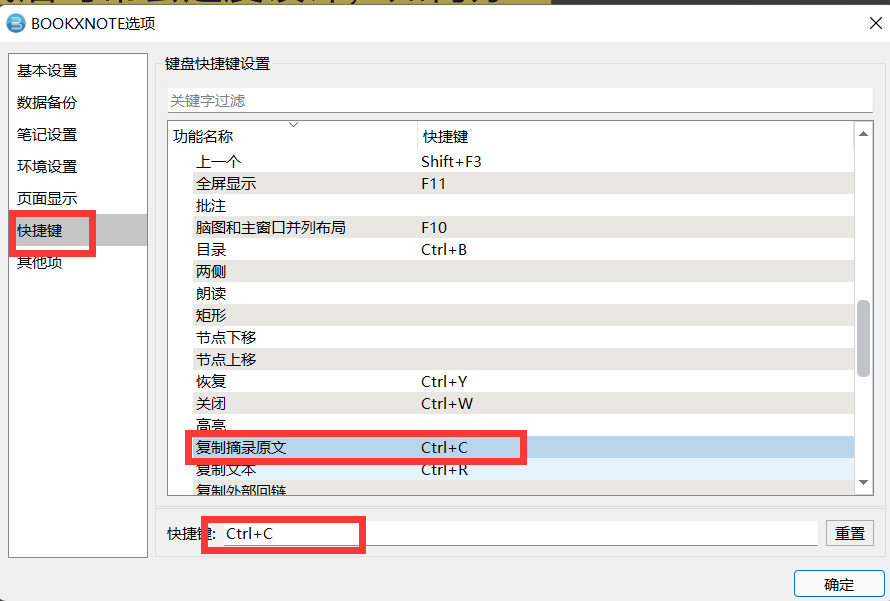 BOOKXNOTE选项
基本设置
数据备份
笔记设置
环境设置
页面显示
快捷键
其他项
键盘快捷键设置
关键字过滤
功能名称 快捷键
上一个 Shift+F3
全屏显示 F11
批注
脑图和主窗口并列布局 F10
目录 Ctrl+B
两侧
朗读
矩形
节点下移
节点上移
恢复 Ctrl+Y
关闭 Ctrl+W
高亮
复制摘录原文 Ctrl+C
复制文本 Ctrl+R
复制外部回链
快捷键: Ctrl+C
重置
确定